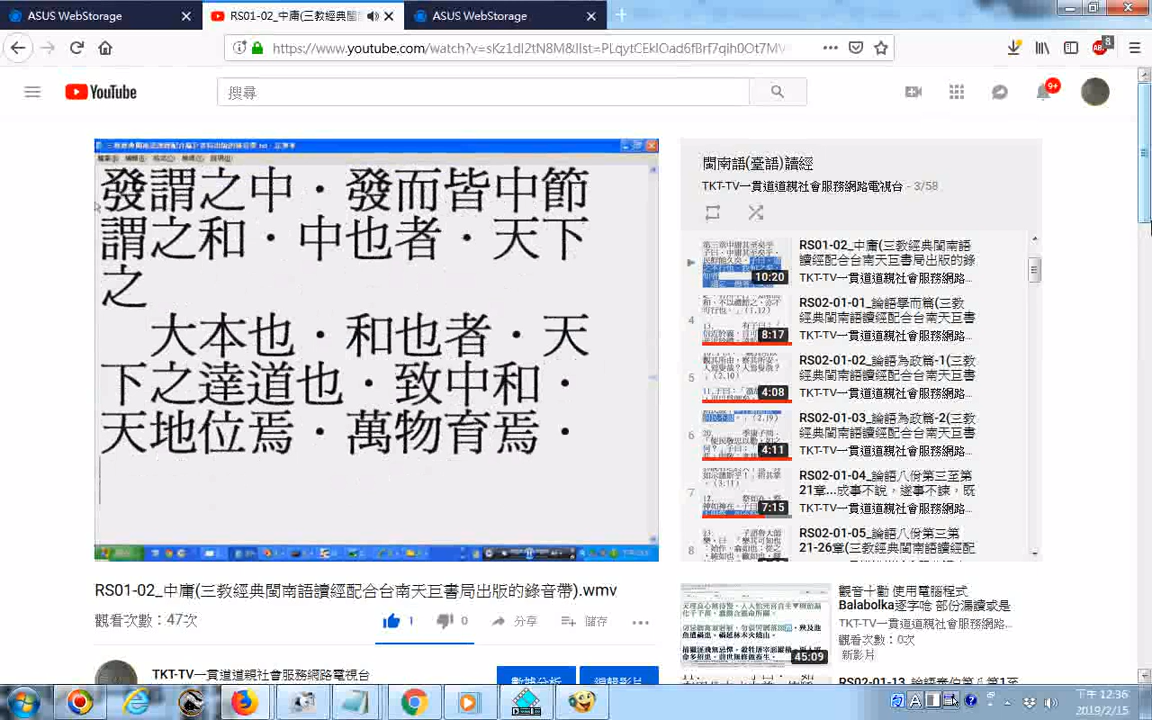 ASUS WebStorage
RS01-02_中庸(三教經典閩
ASUS WebStorage
https://www.youtube.com/watch?v=sKz1dI2tN8M&list=PLqytCEkIOad6fBrf7qih0Ot7MV
8
YouTube
搜尋
9+
發謂之中．發而皆中節
謂之和．中也者．天下
之
大本也．和也者．天
下之達道也．致中和．
天地位焉．萬物育焉．
閩南語(臺語)讀經
TKT-TV一貫道道親社會服務網路電視台 - 3/58
RS01-02_中庸(三教經典閩南語
讀經配合台南天巨書局出版的錄
TKT-TV一貫道道親社會服務網路...
10:20
4
RS02-01-01_論語學而篇(三教
經典閩南語讀經配合台南天巨書
TKT-TV一貫道道親社會服務網路...
8:17
5
RS02-01-02_論語為政篇-1(三教
經典閩南語讀經配合台南天巨書
TKT-TV一貫道道親社會服務網路...
4:08
6
RS02-01-03_論語為政篇-2(三教
經典閩南語讀經配合台南天巨書
TKT-TV一貫道道親社會服務網路...
4:11
7
RS02-01-04_論語八佾第三至第
21章...成事不說，遂事不諫，既
TKT-TV一貫道道親社會服務網路...
7:15
8
RS02-01-05_論語八佾第三第
21-26章(三教經典閩南語讀經配
RS01-02_中庸(三教經典閩南語讀經配合台南天巨書局出版的錄音帶).wmv
觀看次數：47次
1
0
分享
儲存
TKT-TV一貫道道親社會服務網路電視台
數據分析
編輯影片
觀音十勸 使用電腦程式
Balabolka逐字唸 部份漏讀或是
TKT-TV一貫道道親社會服務網路...
觀看次數：0次
新影片
45:09
下午 12:36
2019/2/15